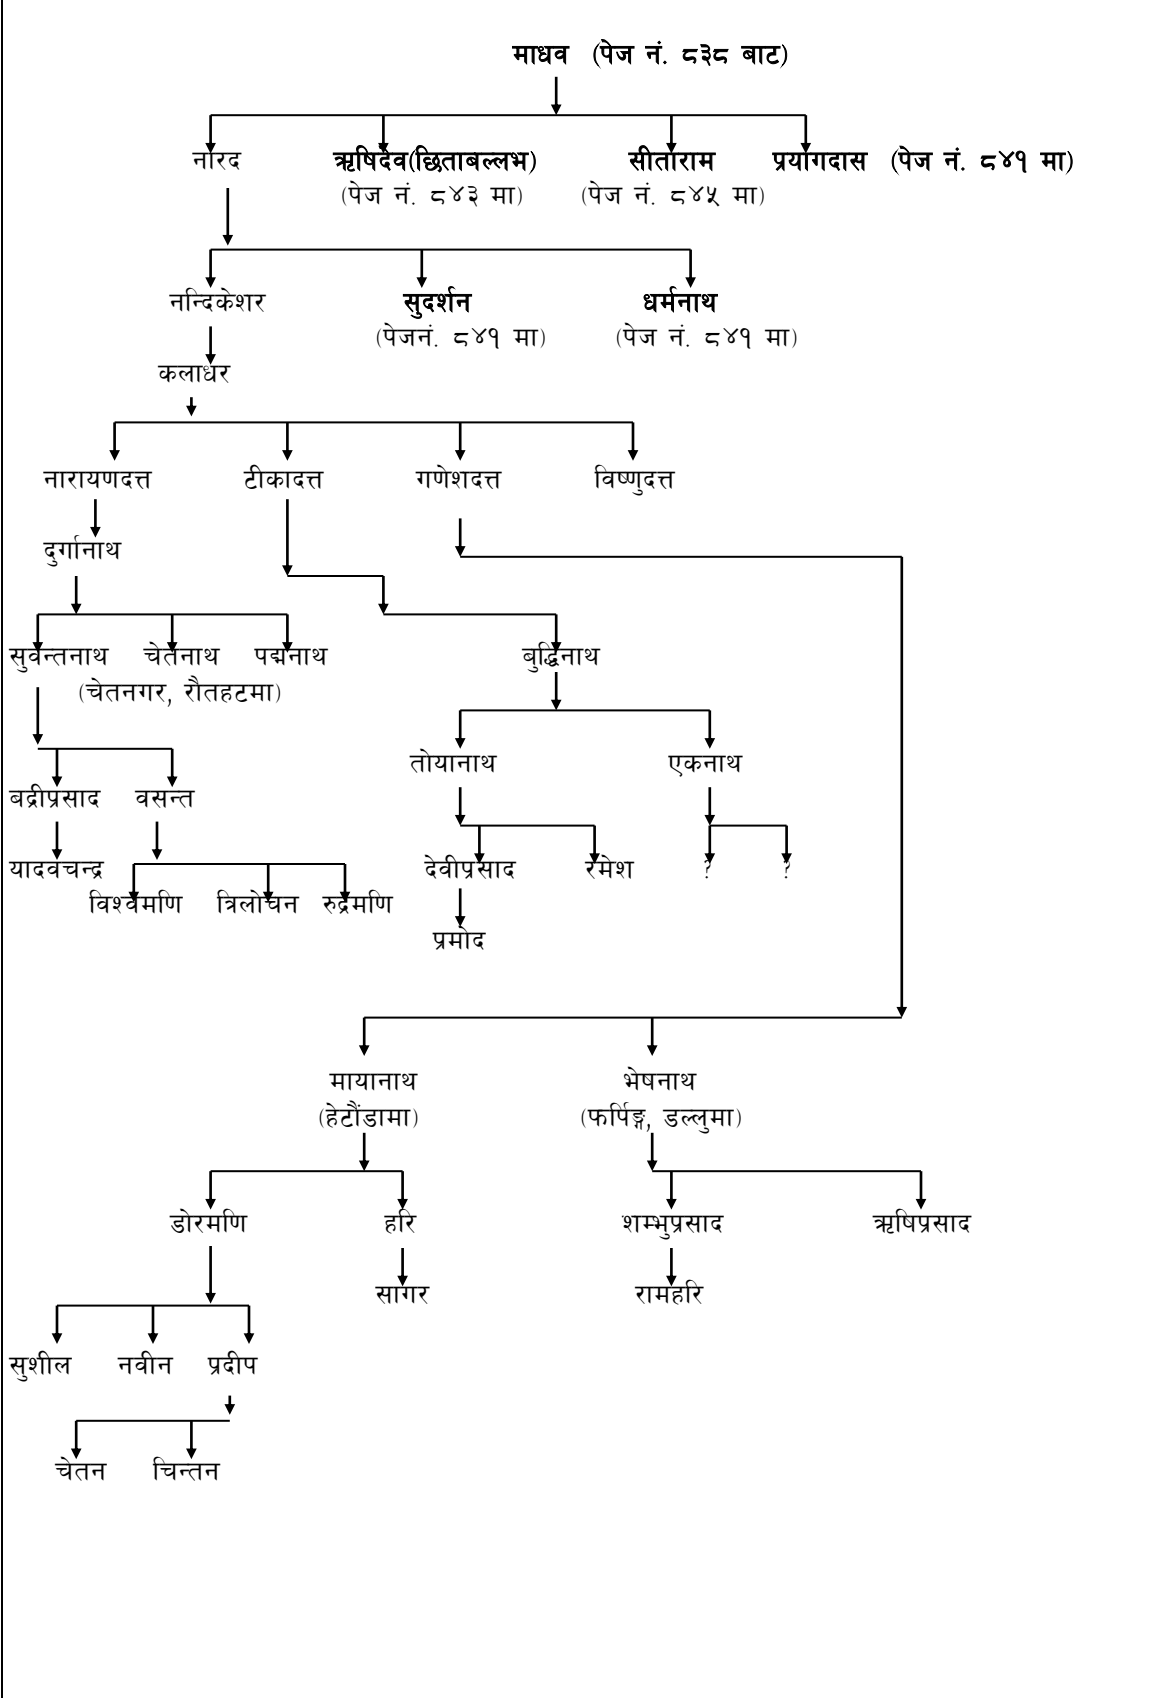 माधव (पेज नं. ८३८ बाट)
नारद ऋषिदेव(छिताबल्लभ) सीताराम प्रयागदास (पेज नं. ८४१ मा)
(पेज नं. ८४३ मा) (पेज नं. ८४५ मा)
नन्दिकेशर सुदर्शन धर्मनाथ
(पेजनं. ८४१ मा) (पेज नं. ८४१ मा)
कलाधर
नारायणदत्त टीकादत्त गणेशदत्त विष्णुदत्त
दुर्गानाथ
सुवन्तनाथ चेतनाथ पद्मनाथ बुद्धिनाथ
(चेतनगर, रौतहटमा)
तोयानाथ एकनाथ
बद्रीप्रसाद वसन्त
यादवचन्द्र देवीप्रसाद रमेश ? ?
विश्वमणि त्रिलोचन रुद्रमणि
प्रमोद
मायानाथ भेषनाथ
(हेटौंडामा) (फर्पिङ्ग, डल्लुमा)
डोरमणि हरि शम्भुप्रसाद ऋषिप्रसाद
सागर रामहरि
सुशील नवीन प्रदीप
चेतन चिन्तन